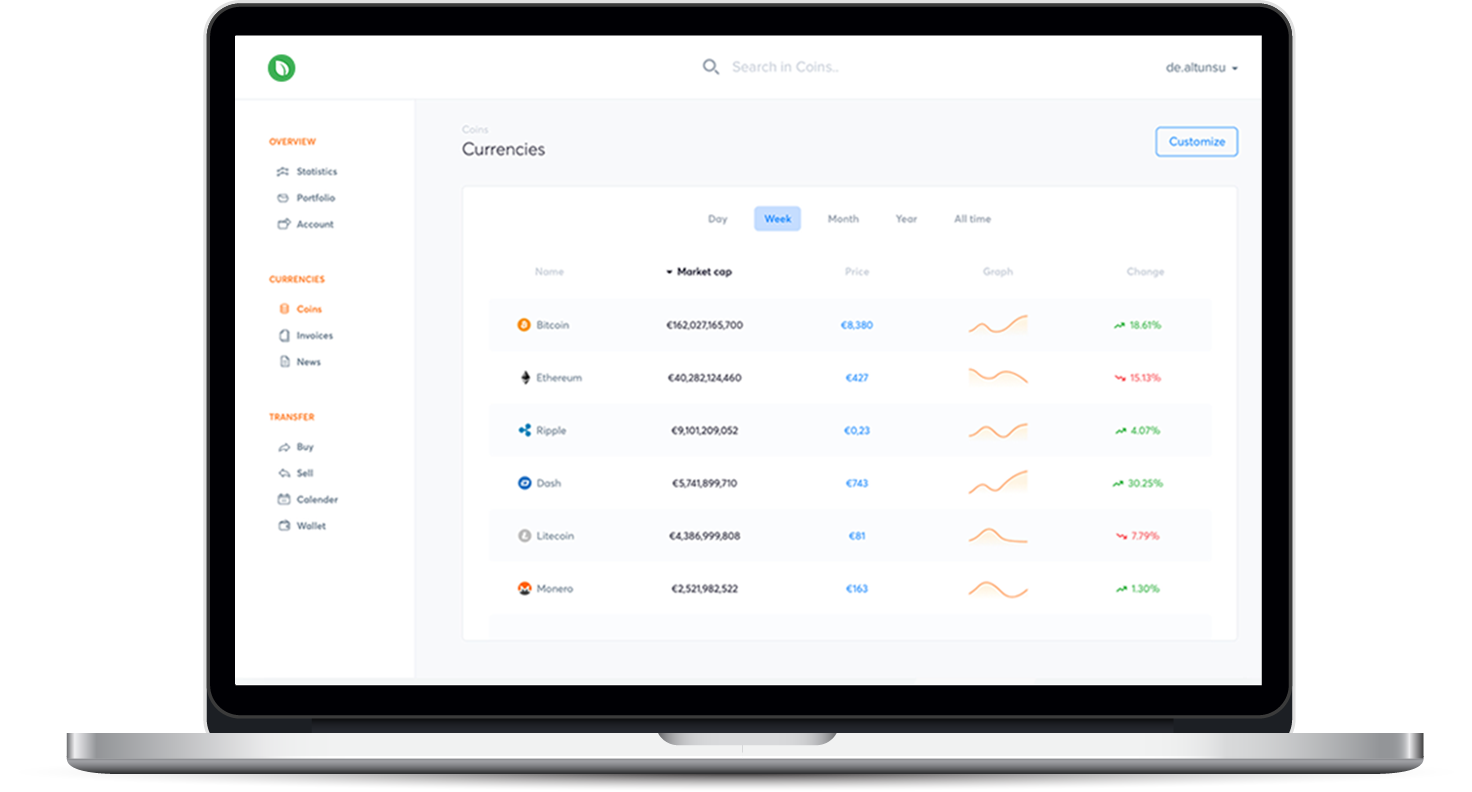 Search in Coins..
de.altunsu
OVERVIEW
Statistics
Portfolio
Account
CURRENCIES
Coins
Invoices
News
TRANSFER
Buy
Sell
Calender
Wallet
Coins
Currencies
Customize
Day Week Month Year All time
Name Market cap Price Graph Change
Bitcoin €162,027,165,700 €8,380 18.61%
Ethereum €40,282,124,460 €427 15.13%
Ripple €9,101,209,052 €0,23 4.07%
Dash €5,741,899,710 €743 30.25%
Litecoin €4,386,999,808 €81 7.79%
Monero €2,521,982,522 €163 1.30%